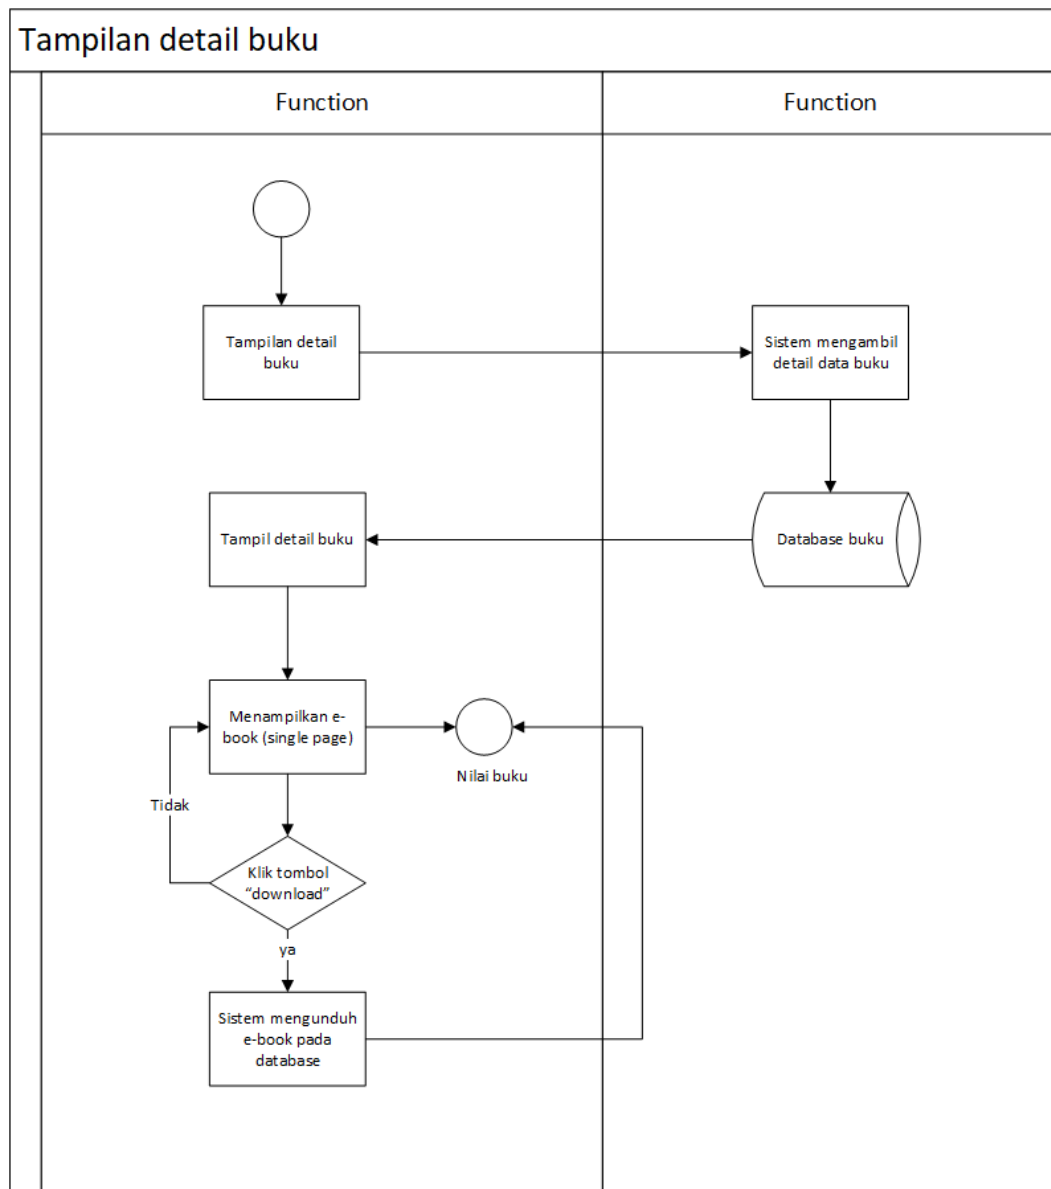 Tampilan detail buku
Function
Function
Tampilan detail
buku
Sistem mengambil
detail data buku
Tampil detail buku
Database buku
Menampilkan e-
book (single page)
Nilai buku
Tidak
Klik tombol
“download”
ya
Sistem mengunduh
e-book pada
database